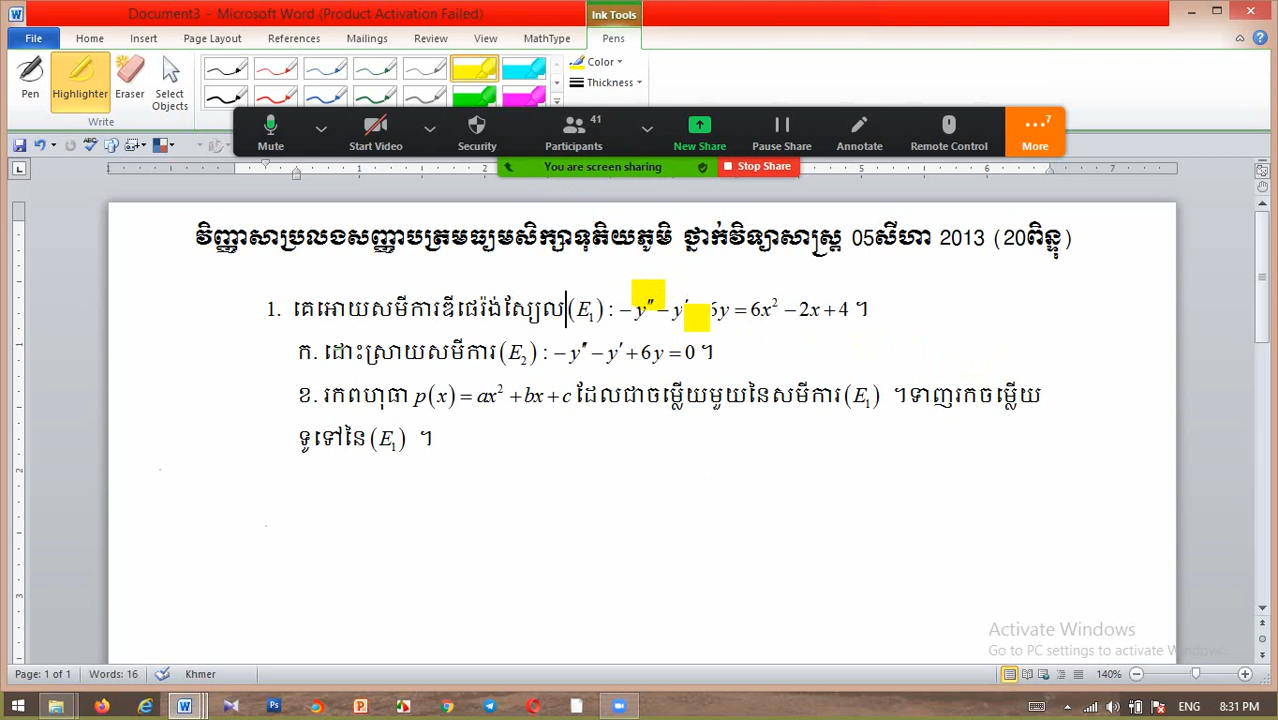 Document3 - Microsoft Word (Product Activation Failed)
Ink Tools
File Home Insert Page Layout References Mailings Review View MathType Pens
Pen Highlighter Eraser Select Objects
Color
Thickness
Write
Mute Start Video Security Participants 41 New Share Pause Share Annotate Remote Control More 7
You are screen sharing Stop Share
1 1 2 3 4 5 6 7
វិញ្ញាសាប្រលងសញ្ញាបត្រមធ្យមសិក្សាទុតិយភូមិ ថ្នាក់វិទ្យាសាស្ត្រ 05សីហា 2013 (20ពិន្ទុ)
1. គេអោយសមីការឌីផេរ៉ង់ស្យែល(E₁) : −y″ − y′ 6y = 6x² − 2x + 4 ។
ក. ដោះស្រាយសមីការ(E₂) : −y″ − y′ + 6y = 0 ។
ខ. រកពហុធា p(x) = ax² + bx + c ដែលជាចម្លើយមួយនៃសមីការ(E₁) ។ទាញរកចម្លើយ
ទូទៅនៃ(E₁) ។
Activate Windows
Go to PC settings to activate Windows.
Page: 1 of 1 Words: 16 Khmer 140%
ENG 8:31 PM